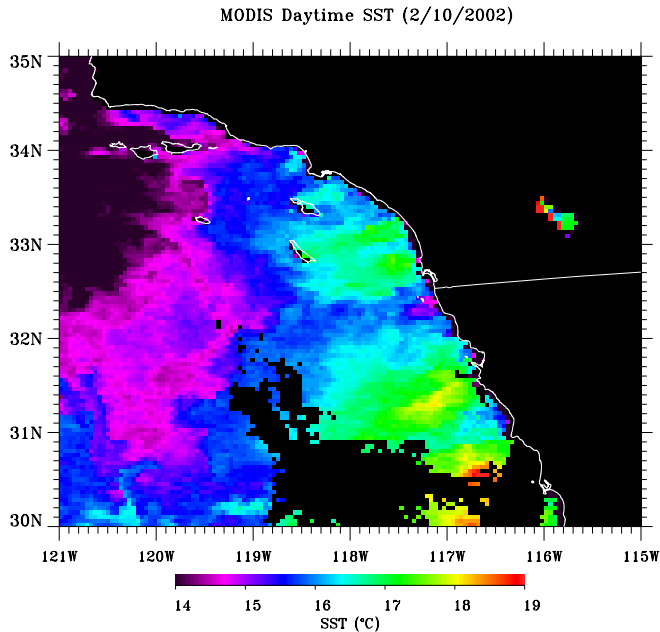 MODIS Daytime SST (2/10/2002)
35N
34N
33N
32N
31N
30N
121W 120W 119W 118W 117W 116W 115W
14 15 16 17 18 19
SST (°C)